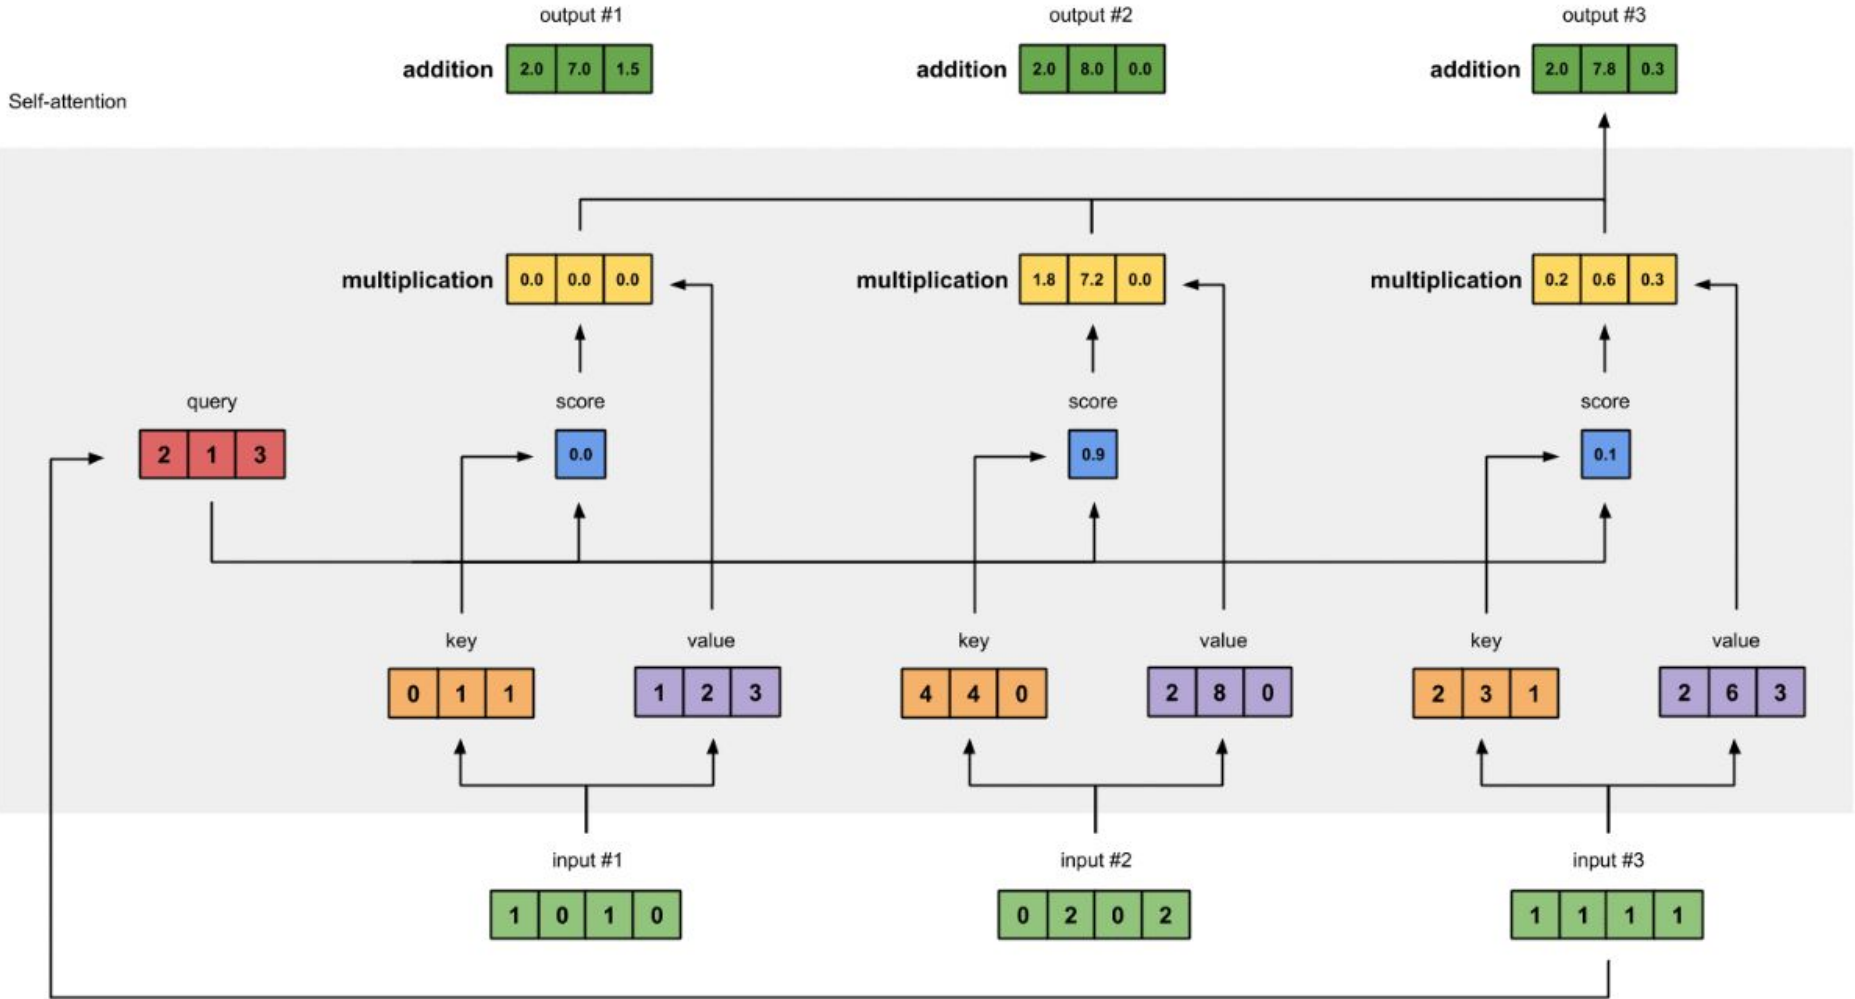 output #1 output #2 output #3
addition 2.0 7.0 1.5 addition 2.0 8.0 0.0 addition 2.0 7.8 0.3
Self-attention
multiplication 0.0 0.0 0.0 multiplication 1.8 7.2 0.0 multiplication 0.2 0.6 0.3
query score score score
2 1 3 0.0 0.9 0.1
key value key value key value
0 1 1 1 2 3 4 4 0 2 8 0 2 3 1 2 6 3
input #1 input #2 input #3
1 0 1 0 0 2 0 2 1 1 1 1